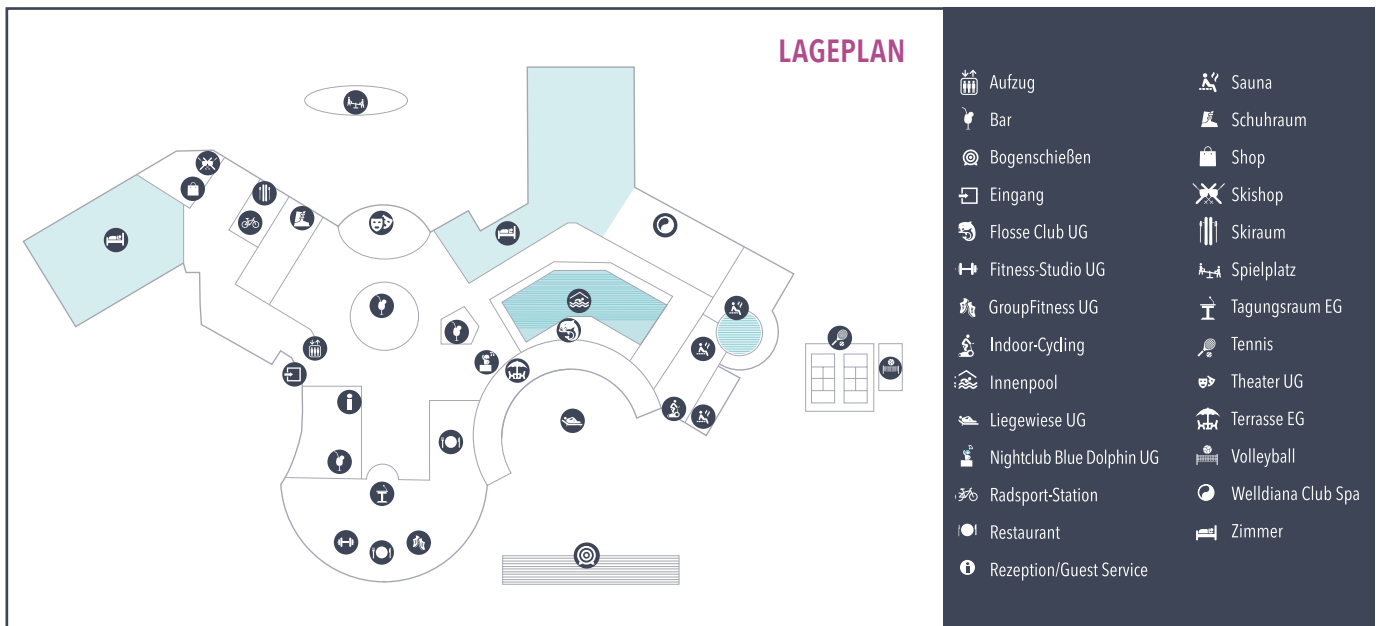 LAGEPLAN
Aufzug
Bar
Bogenschießen
Eingang
Flosse Club UG
Fitness-Studio UG
GroupFitness UG
Indoor-Cycling
Innenpool
Liegewiese UG
Nightclub Blue Dolphin UG
Radsport-Station
Restaurant
Rezeption/Guest Service
Sauna
Schuhraum
Shop
Skishop
Skiraum
Spielplatz
Tagungsraum EG
Tennis
Theater UG
Terrasse EG
Volleyball
Welldiana Club Spa
Zimmer